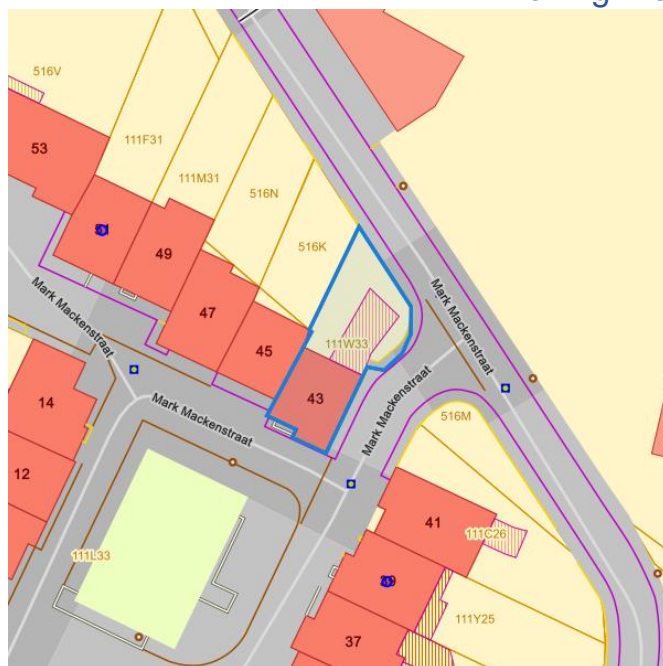 516V
53
111F31
111M31
516N
516K
49
47
45
111W33
43
Mark Mackenstraat
Mark Mackenstraat
Mark Mackenstraat
Mark Mackenstraat
14
12
516M
41
111C26
39
111L33
111Y25
37